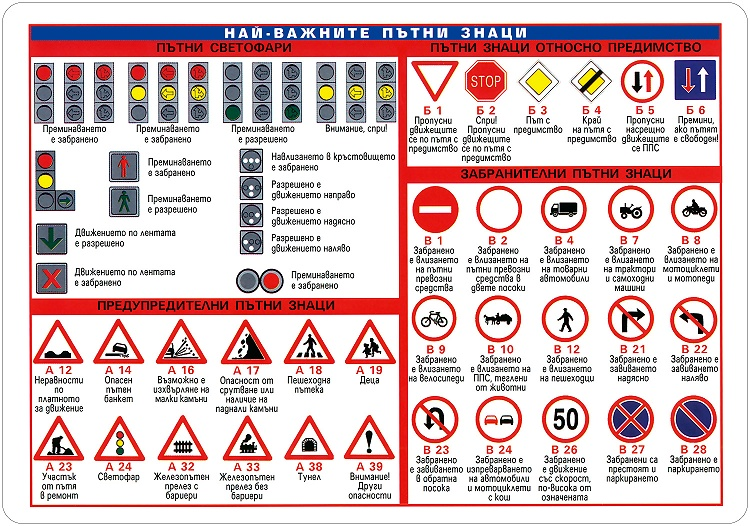 НАЙ-ВАЖНИТЕ ПЪТНИ ЗНАЦИ
ПЪТНИ СВЕТОФАРИ
Преминаването
е забранено
Преминаването
е забранено
Преминаването
е разрешено
Внимание, спри!
Преминаването
е забранено
Преминаването
е разрешено
Движението по лентата
е разрешено
Движението по лентата
е забранено
Навлизането в кръстовището
е забранено
Разрешено е
движението направо
Разрешено е
движението надясно
Разрешено е
движението наляво
Преминаването
е забранено
ПЪТНИ ЗНАЦИ ОТНОСНО ПРЕДИМСТВО
STOP
Б 1
Пропусни
движещите
се по пътя с
предимство
Б 2
Спри!
Пропусни
движещите
се по пътя с
предимство
Б 3
Път с
предимство
Б 4
Край
на пътя с
предимство
Б 5
Пропусни
насрещно
движещите
се ППС
Б 6
Премини,
ако пътят
е свободен!
ЗАБРАНИТЕЛНИ ПЪТНИ ЗНАЦИ
В 1
Забранено е
влизането
на пътни
превозни
средства
В 2
Забранено е
влизането на
пътни превозни
средства в
двете посоки
В 4
Забранено
е влизането
на товарни
автомобили
В 7
Забранено е
влизането
на трактори и
самоходни
машини
В 8
Забранено е
влизането на
мотоциклети
и мотопеди
В 9
Забранено
е влизането
на велосипеди
В 10
Забранено е
влизането на
ППС, теглени
от животни
В 12
Забранено
е влизането
на пешеходци
В 21
Забранено е
завиването
надясно
В 22
Забранено е
завиването
наляво
50
В 23
Забранено
е завиването
в обратна
посока
В 24
Забранено е
изпреварването
на автомобили
и мотоциклети
с кош
В 26
Забранено
е движение
със скорост,
по-висока от
означената
В 27
Забранени са
престоят и
паркирането
В 28
Забранено е
паркирането
ПРЕДУПРЕДИТЕЛНИ ПЪТНИ ЗНАЦИ
А 12
Неравности
по
платното
за движение
А 14
Опасен
пътен
банкет
А 16
Възможно е
изхвърляне на
малки камъни
А 17
Опасност от
срутване или
наличие на
паднали камъни
А 18
Пешеходна
пътека
А 19
Деца
А 23
Участък
от пътя
в ремонт
А 24
Светофар
А 32
Железопътен
прелез с
бариери
А 33
Железопътен
прелез без
бариери
А 38
Тунел
А 39
Внимание!
Други
опасности